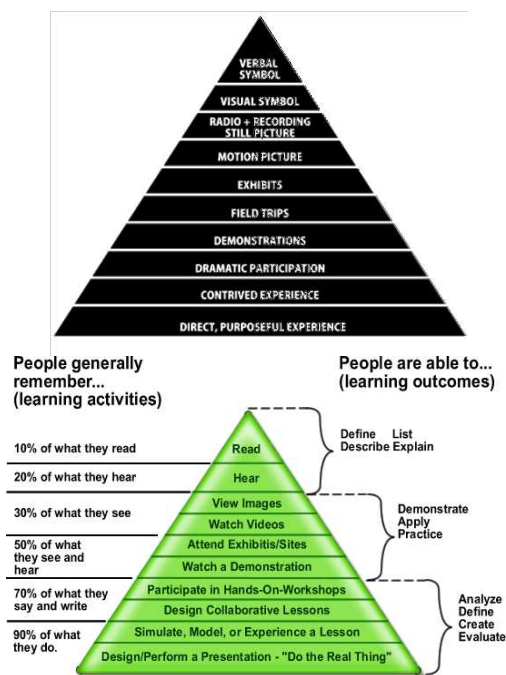 VERBAL
SYMBOL
VISUAL SYMBOL
RADIO + RECORDING
STILL PICTURE
MOTION PICTURE
EXHIBITS
FIELD TRIPS
DEMONSTRATIONS
DRAMATIC PARTICIPATION
CONTRIVED EXPERIENCE
DIRECT, PURPOSEFUL EXPERIENCE
People generally
remember...
(learning activities)
People are able to...
(learning outcomes)
10% of what they read
20% of what they hear
30% of what they see
50% of what
they see and
hear
70% of what they
say and write
90% of what
they do.
Read
Hear
View Images
Watch Videos
Attend Exhibitis/Sites
Watch a Demonstration
Participate in Hands-On-Workshops
Design Collaborative Lessons
Simulate, Model, or Experience a Lesson
Design/Perform a Presentation - "Do the Real Thing"
Define List
Describe Explain
Demonstrate
Apply
Practice
Analyze
Define
Create
Evaluate